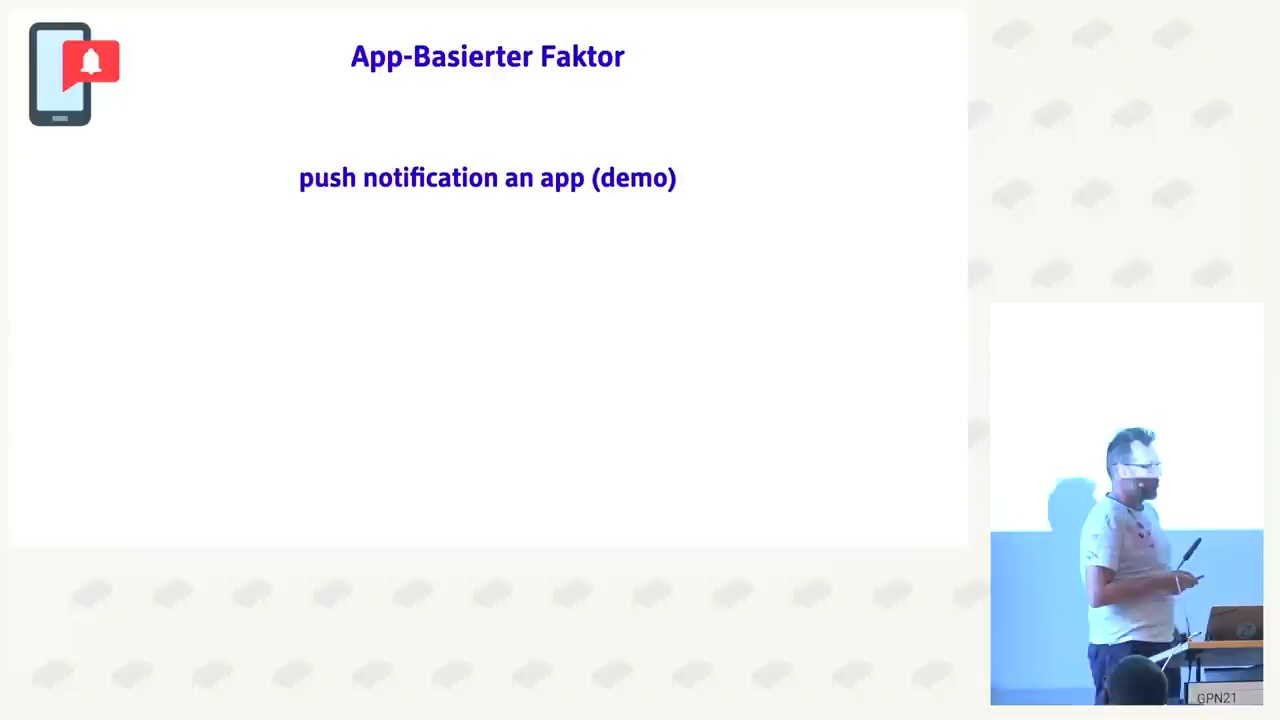 App-Basierter Faktor
push notification an app (demo)
GPN21